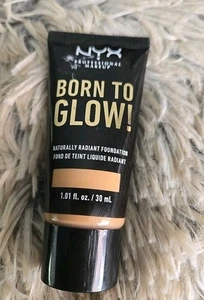 NYX
PROFESSIONAL
MAKEUP
BORN TO
GLOW!
NATURALLY RADIANT FOUNDATION
FOND DE TEINT LIQUIDE RADIANT
1.01 fl. oz. / 30 mL